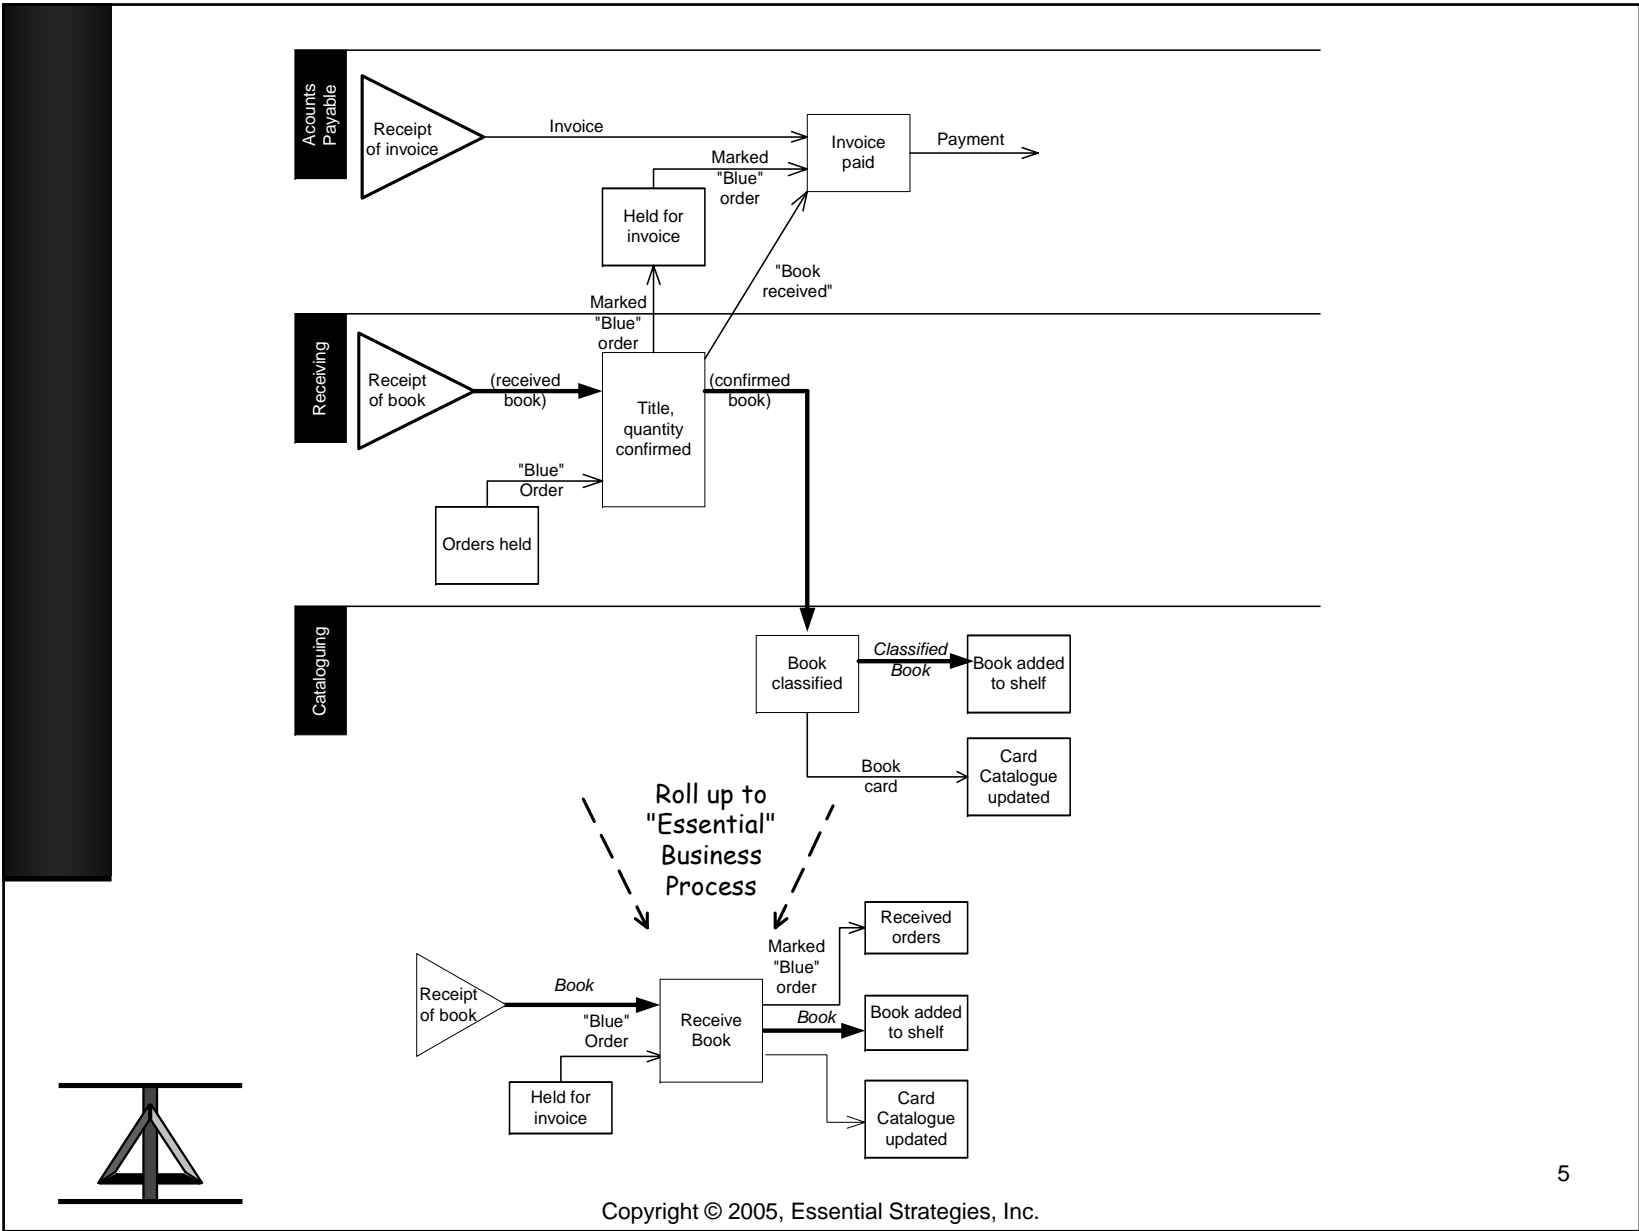 Acounts
Payable
Receipt
of invoice
Invoice
Invoice
paid
Payment
Marked
"Blue"
order
Held for
invoice
"Book
received"
Marked
"Blue"
order
Receiving
Receipt
of book
(received
book)
Title,
quantity
confirmed
(confirmed
book)
"Blue"
Order
Orders held
Cataloguing
Book
classified
Classified
Book
Book added
to shelf
Book
card
Card
Catalogue
updated
Roll up to
"Essential"
Business
Process
Receipt
of book
Book
"Blue"
Order
Held for
invoice
Receive
Book
Marked
"Blue"
order
Received
orders
Book
Book added
to shelf
Card
Catalogue
updated
5
Copyright © 2005, Essential Strategies, Inc.